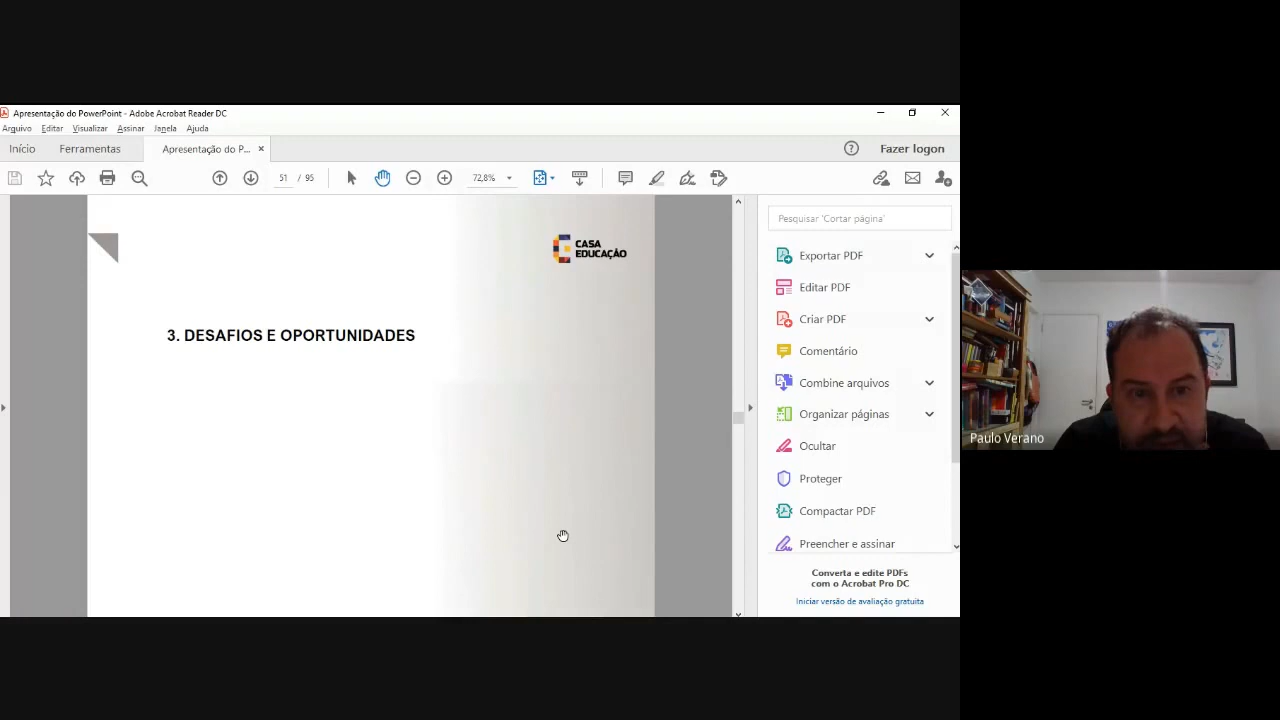 Apresentação do PowerPoint - Adobe Acrobat Reader DC
Arquivo Editar Visualizar Assinar Janela Ajuda
Início Ferramentas Apresentação do P... × Fazer logon
51 / 95 72,8%
CASA
EDUCAÇÃO
3. DESAFIOS E OPORTUNIDADES
Pesquisar 'Cortar página'
Exportar PDF
Editar PDF
Criar PDF
Comentário
Combine arquivos
Organizar páginas
Ocultar
Proteger
Compactar PDF
Preencher e assinar
Converta e edite PDFs
com o Acrobat Pro DC
Iniciar versão de avaliação gratuita
Paulo Verano